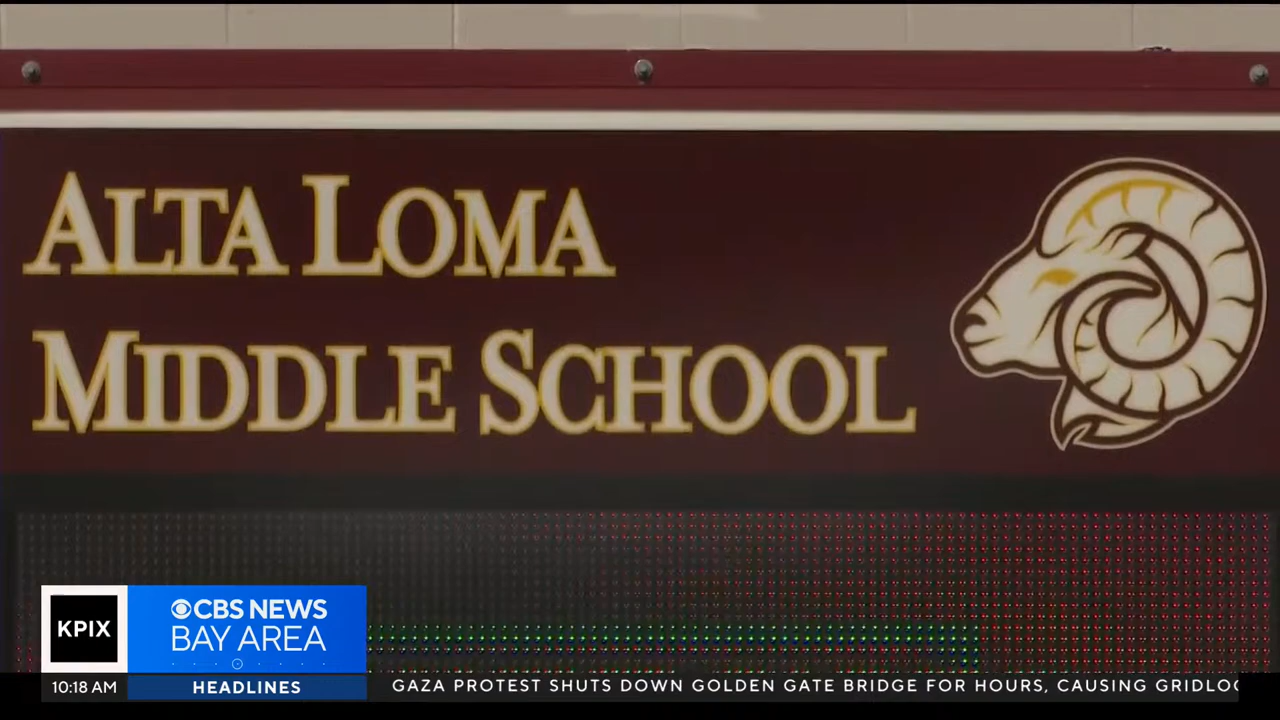 ALTA LOMA
MIDDLE SCHOOL
KPIX
CBS NEWS
BAY AREA
10:18 AM
HEADLINES
GAZA PROTEST SHUTS DOWN GOLDEN GATE BRIDGE FOR HOURS, CAUSING GRIDLOC